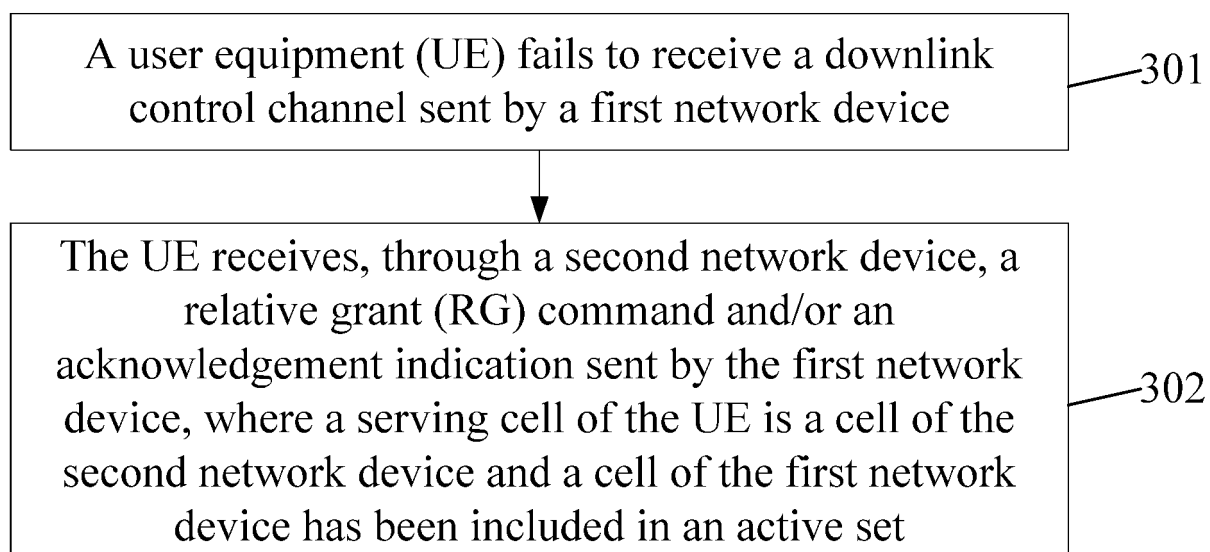 A user equipment (UE) fails to receive a downlink
control channel sent by a first network device
301
The UE receives, through a second network device, a
relative grant (RG) command and/or an
acknowledgement indication sent by the first network
device, where a serving cell of the UE is a cell of the
second network device and a cell of the first network
device has been included in an active set
302